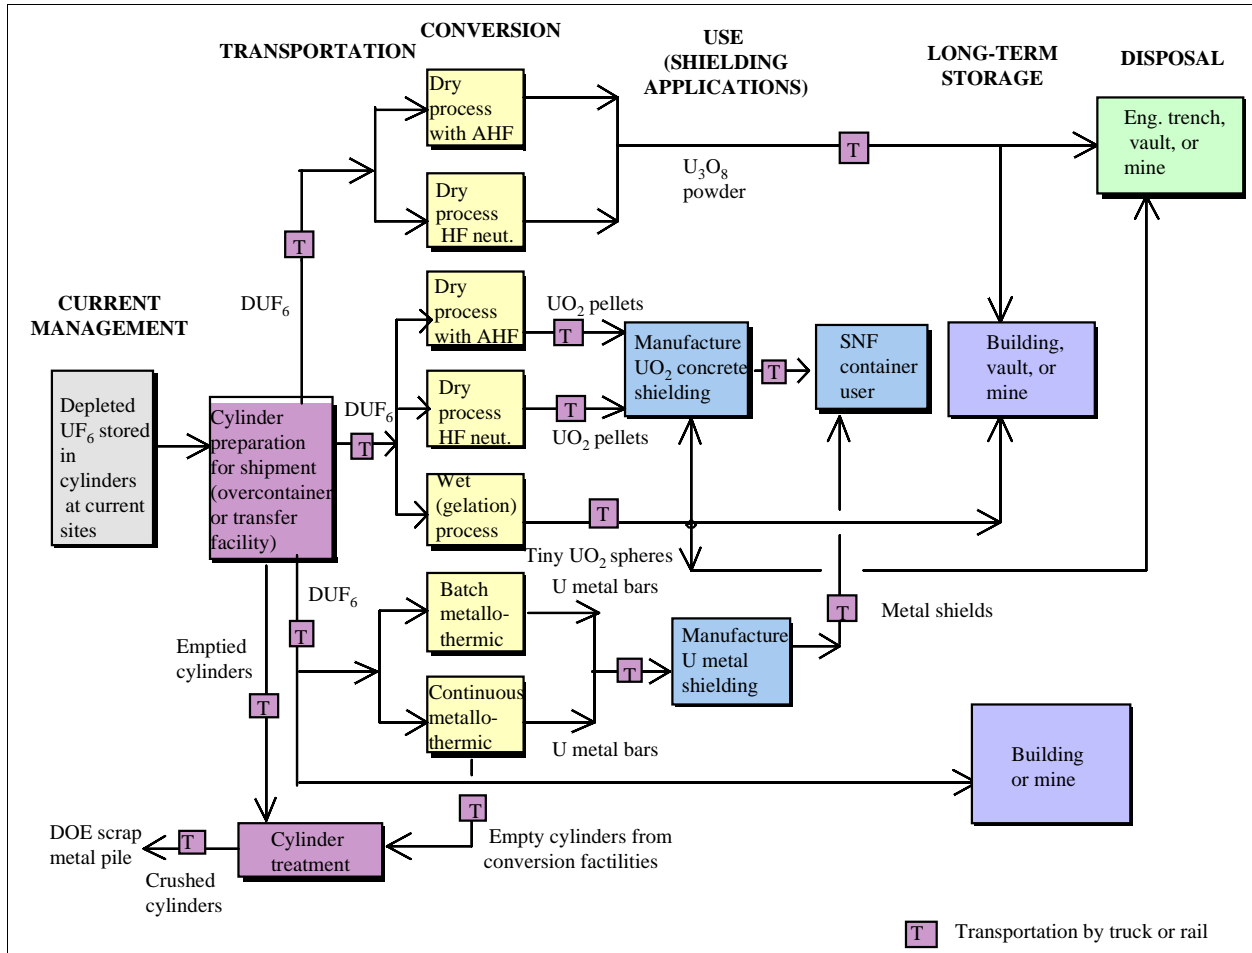 TRANSPORTATION
CONVERSION
USE
(SHIELDING
APPLICATIONS)
LONG-TERM
STORAGE
DISPOSAL
Dry
process
with AHF
Eng. trench,
vault, or
mine
T
U3O8
powder
Dry
process
HF neut.
T
DUF6
CURRENT
MANAGEMENT
Dry
process
with AHF
UO2 pellets
T
Manufacture
UO2 concrete
shielding
T
SNF
container
user
Building,
vault, or
mine
Depleted
UF6 stored
in
cylinders
at current
sites
Cylinder
preparation
for shipment
(overcontainer
or transfer
facility)
DUF6
T
Dry
process
HF neut.
T
UO2 pellets
Wet
(gelation)
process
T
Tiny UO2 spheres
DUF6
T
Batch
metallo-
thermic
U metal bars
T
Metal shields
Emptied
cylinders
T
Manufacture
U metal
shielding
T
Continuous
metallo-
thermic
U metal bars
Building
or mine
T
T
Empty cylinders from
conversion facilities
DOE scrap
metal pile
T
Cylinder
treatment
Crushed
cylinders
T
Transportation by truck or rail